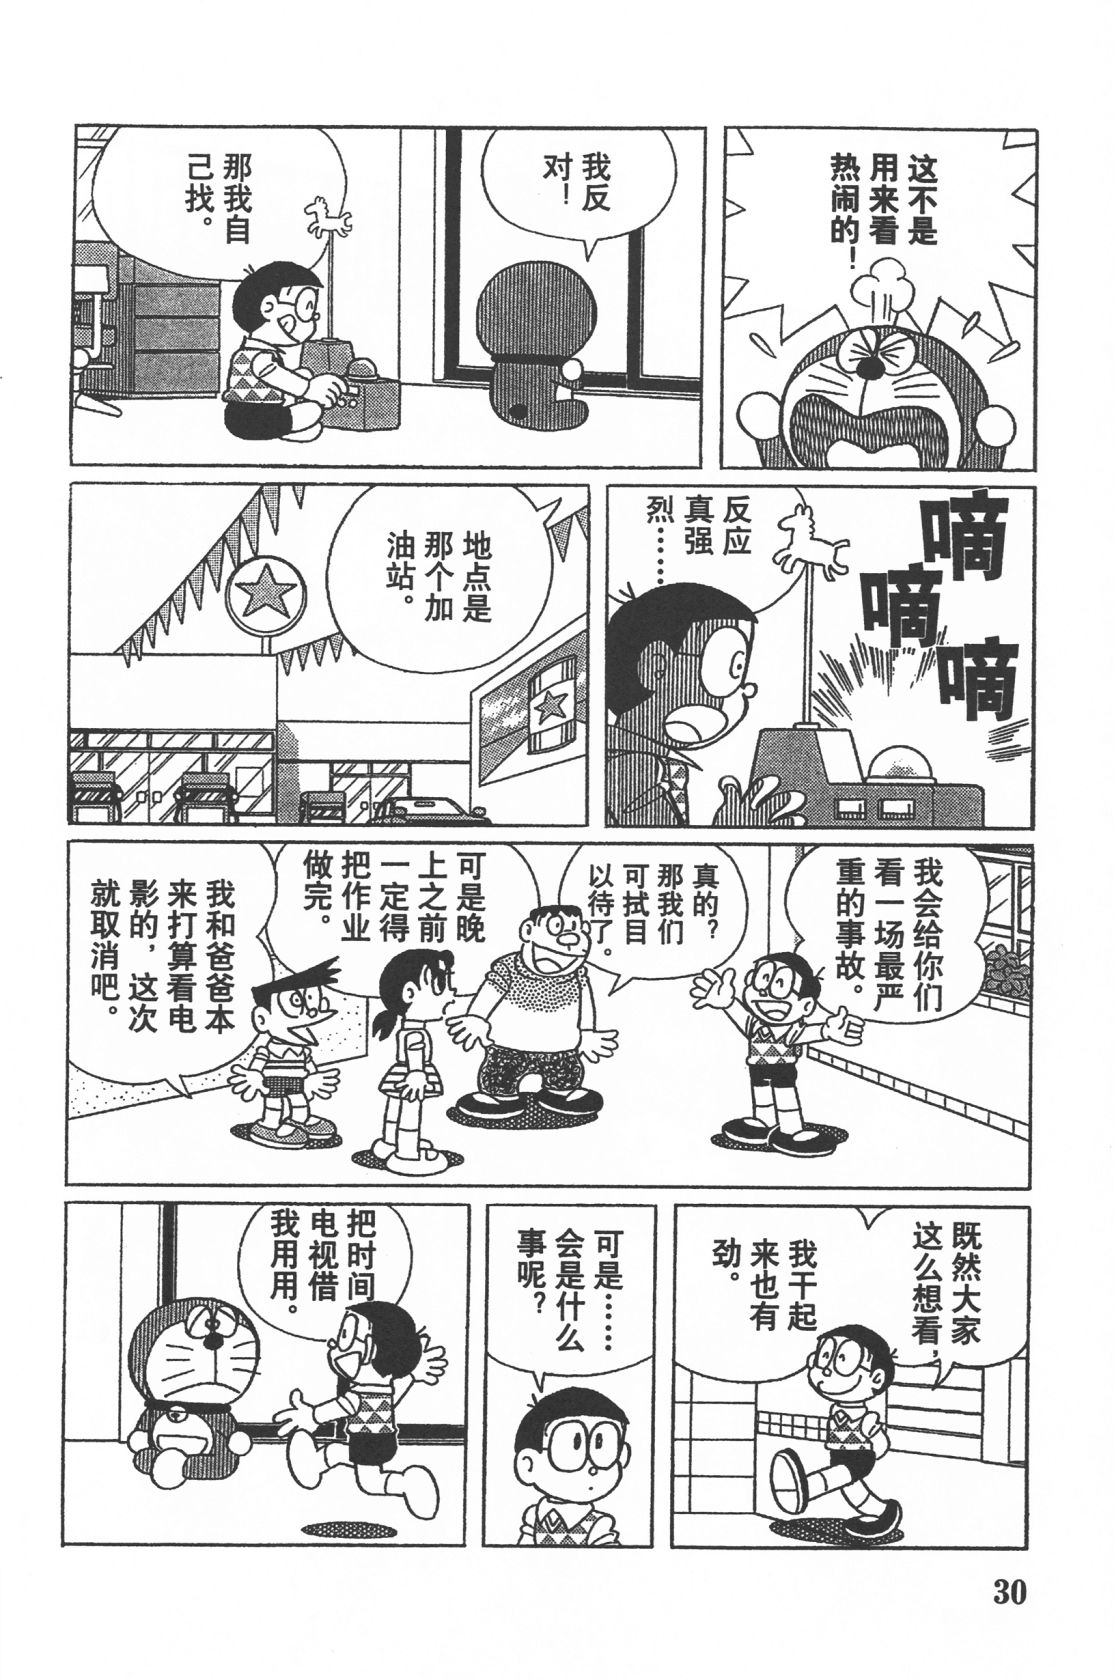 这不是
用来看
热闹的！
我反
对！
那我自
己找。
嘀
嘀
嘀
反应
真强
烈……
地点是
那个加
油站。
我会给你们
看一场最严
重的事故。
真的？
那我们
可拭目
以待了。
可是晚
上之前
一定得
把作业
做完。
我和爸爸本
来打算看电
影的，这次
就取消吧。
既然大家
这么想看，
我干起
来也有
劲。
可是……
会是什么
事呢？
把时间
电视借
我用用。
30